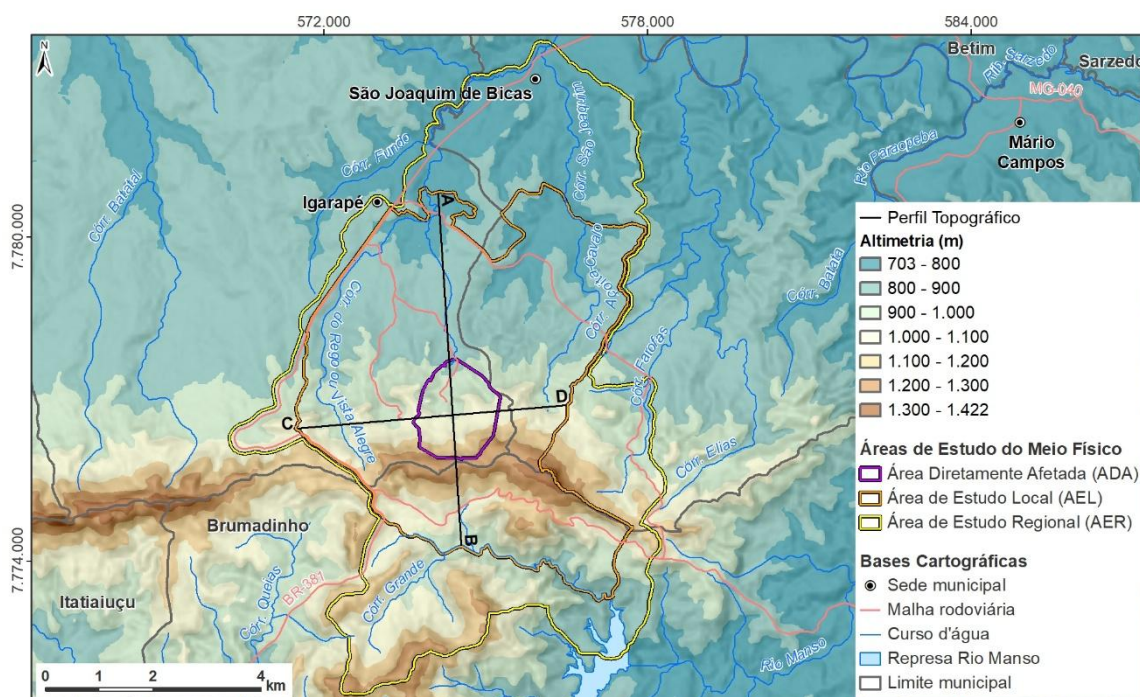 572.000
578.000
584.000
N
Betim
Rib. Sarzedo
Sarzedo
MG-040
São Joaquim de Bicas
Mário
Campos
Rio Paraopeba
Córr. Fundo
Córr. São Joaquim
Córr. Batatal
Igarapé
A
7.780.000
Córr. Açoita-Cavalo
Córr. Batata
Córr. do Rego ou Vista Alegre
Córr. Farofas
C
D
Córr. Elias
Brumadinho
B
7.774.000
BR-381
Córr. Grande
Córr. Queias
Itatiaiuçu
Rio Manso
0 1 2 4
km
Perfil Topográfico
Altimetria (m)
703 - 800
800 - 900
900 - 1.000
1.000 - 1.100
1.100 - 1.200
1.200 - 1.300
1.300 - 1.422
Áreas de Estudo do Meio Físico
Área Diretamente Afetada (ADA)
Área de Estudo Local (AEL)
Área de Estudo Regional (AER)
Bases Cartográficas
Sede municipal
Malha rodoviária
Curso d'água
Represa Rio Manso
Limite municipal